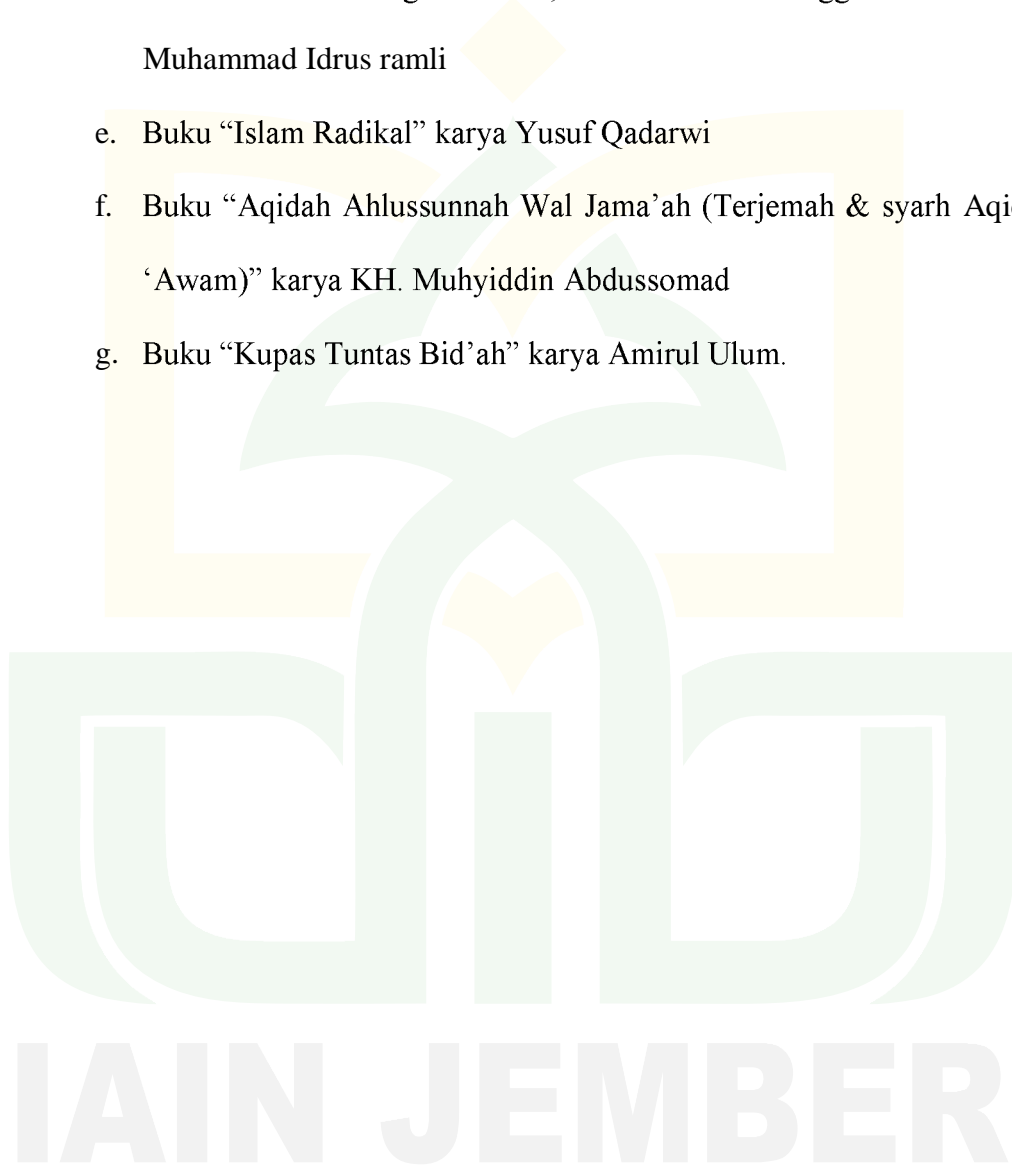 Muhammad Idrus ramli
e. Buku “Islam Radikal” karya Yusuf Qadarwi
f. Buku “Aqidah Ahlussunnah Wal Jama’ah (Terjemah & syarh
‘Awam)” karya KH. Muhyiddin Abdussomad
g. Buku “Kupas Tuntas Bid’ah” karya Amirul Ulum.
IAIN JEMBER